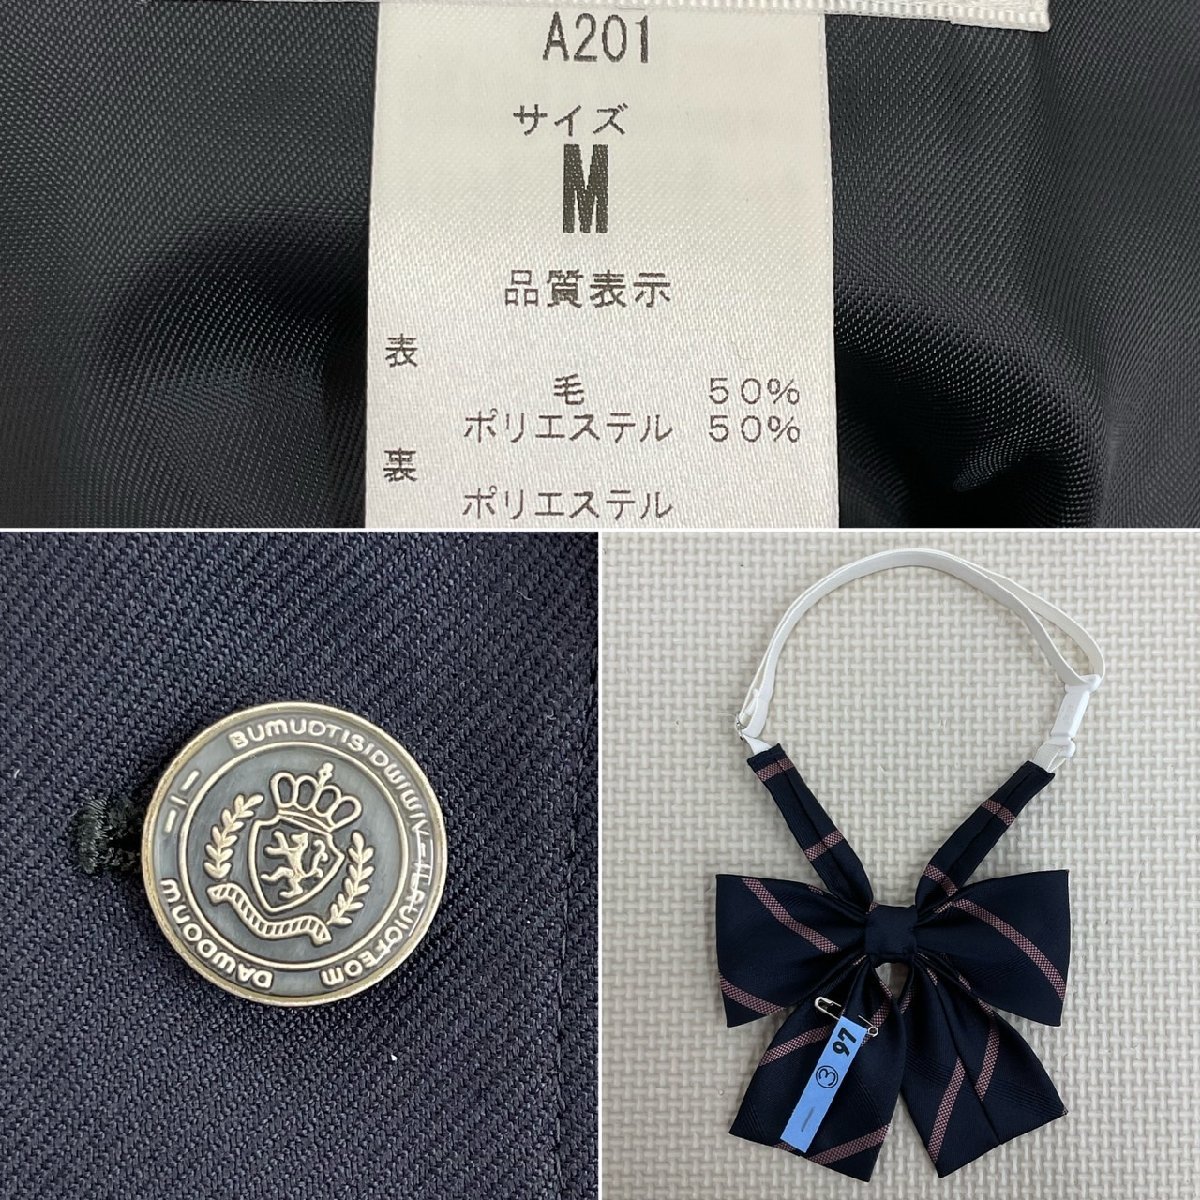 A201
サイズ
M
品質表示
表
毛 50%
ポリエステル 50%
裏
ポリエステル
③ 97